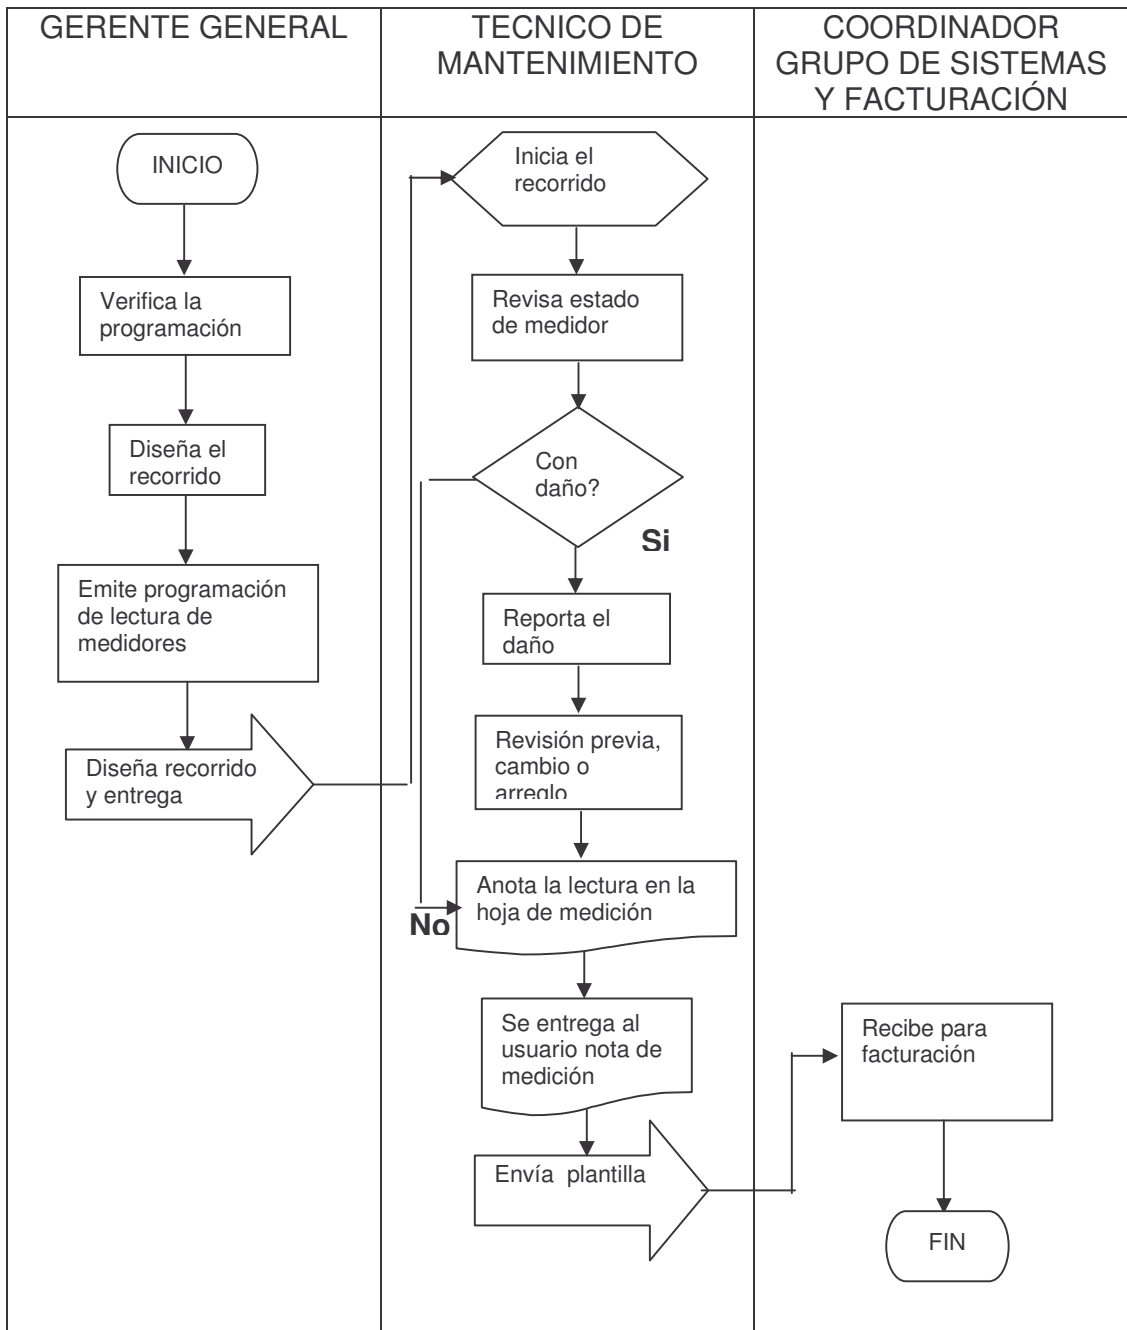 GERENTE GENERAL
TECNICO DE
MANTENIMIENTO
COORDINADOR
GRUPO DE SISTEMAS
Y FACTURACIÓN
INICIO
Verifica la
programación
Diseña el
recorrido
Emite programación
de lectura de
medidores
Diseña recorrido
y entrega
Inicia el
recorrido
Revisa estado
de medidor
Con
daño?
Si
Reporta el
daño
Revisión previa,
cambio o
arreglo
Anota la lectura en la
hoja de medición
No
Se entrega al
usuario nota de
medición
Envía plantilla
Recibe para
facturación
FIN